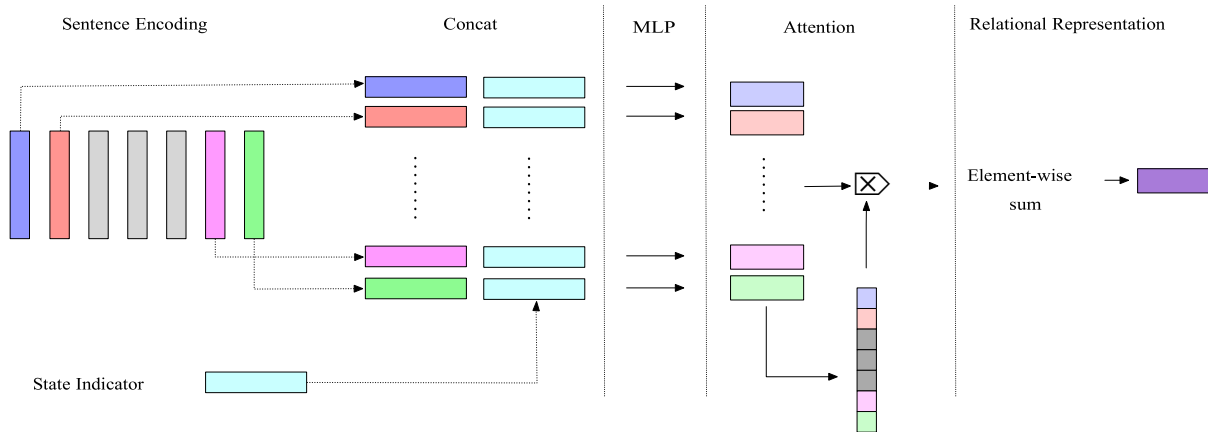 Sentence Encoding
Concat
MLP
Attention
Relational Representation
Element-wise
sum
State Indicator